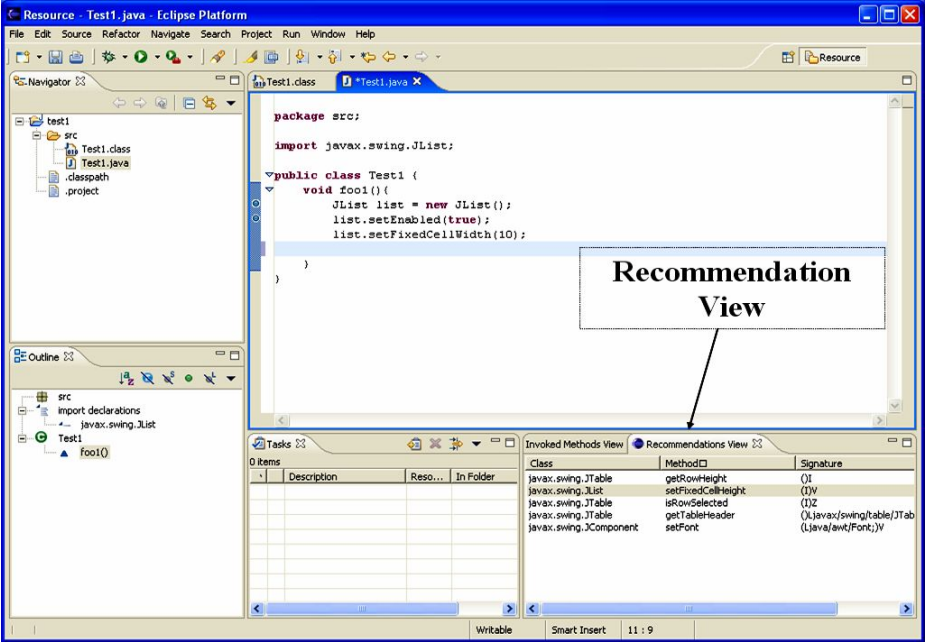 Resource - Test1.java - Eclipse Platform
File Edit Source Refactor Navigate Search Project Run Window Help
Resource
Navigator
test1
src
Test1.class
Test1.java
.classpath
.project
Test1.class
*Test1.java
package src;
import javax.swing.JList;
public class Test1 {
void foo1(){
JList list = new JList();
list.setEnabled(true);
list.setFixedCellWidth(10);
}
}
Recommendation
View
Outline
src
import declarations
javax.swing.JList
Test1
foo1()
Tasks
0 items
Description Reso... In Folder
Invoked Methods View Recommendations View
Class Method Signature
javax.swing.JTable getRowHeight ()I
javax.swing.JList setFixedCellHeight (I)V
javax.swing.JTable isRowSelected (I)Z
javax.swing.JTable getTableHeader ()Ljavax/swing/table/JTab
javax.swing.JComponent setFont (Ljava/awt/Font;)V
Writable Smart Insert 11 : 9